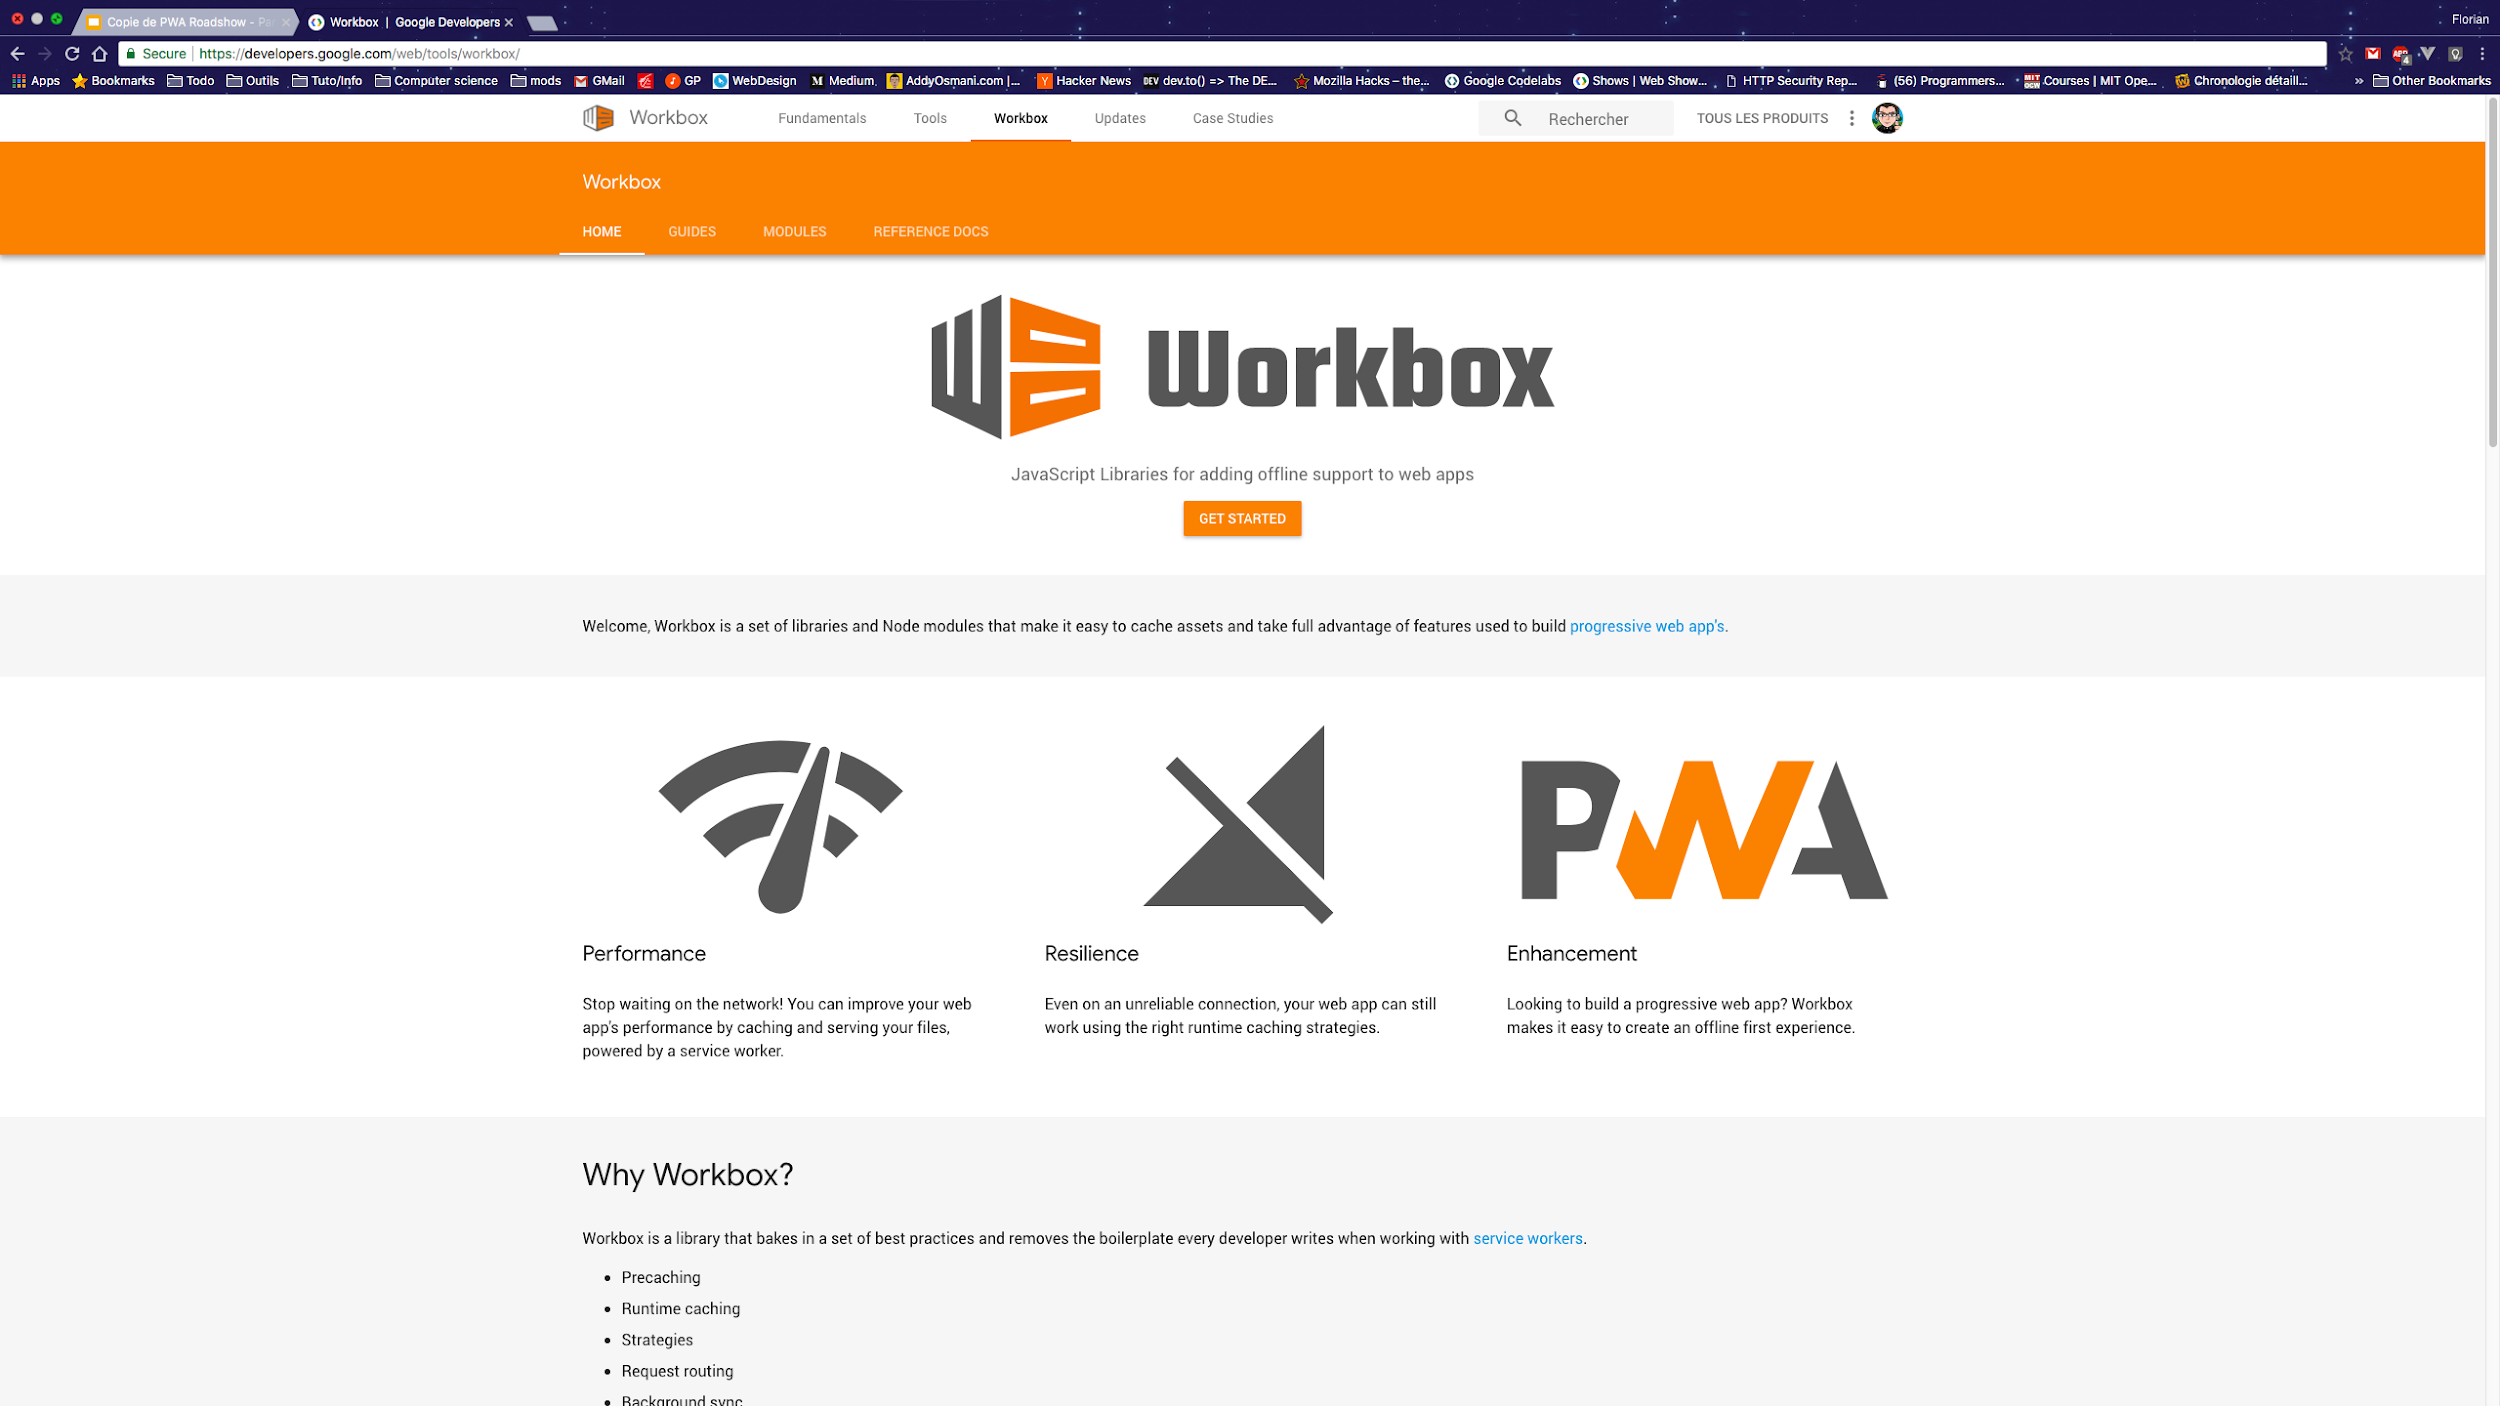 Copie de PWA Roadshow - Pa
Workbox | Google Developers
Florian
Secure
https://developers.google.com/web/tools/workbox/
4
Apps
Bookmarks
Todo
Outils
Tuto/Info
Computer science
mods
GMail
GP
WebDesign
Medium
AddyOsmani.com |...
Hacker News
DEV dev.to() => The DE...
Mozilla Hacks – the...
Google Codelabs
Shows | Web Show...
HTTP Security Rep...
(56) Programmers...
Courses | MIT Ope...
Chronologie détaill...
» Other Bookmarks
Workbox
Fundamentals
Tools
Workbox
Updates
Case Studies
Rechercher
TOUS LES PRODUITS
Workbox
HOME
GUIDES
MODULES
REFERENCE DOCS
Workbox
JavaScript Libraries for adding offline support to web apps
GET STARTED
Welcome, Workbox is a set of libraries and Node modules that make it easy to cache assets and take full advantage of features used to build progressive web app's.
PWA
Performance
Stop waiting on the network! You can improve your web
app's performance by caching and serving your files,
powered by a service worker.
Resilience
Even on an unreliable connection, your web app can still
work using the right runtime caching strategies.
Enhancement
Looking to build a progressive web app? Workbox
makes it easy to create an offline first experience.
Why Workbox?
Workbox is a library that bakes in a set of best practices and removes the boilerplate every developer writes when working with service workers.
• Precaching
• Runtime caching
• Strategies
• Request routing
• Background sync